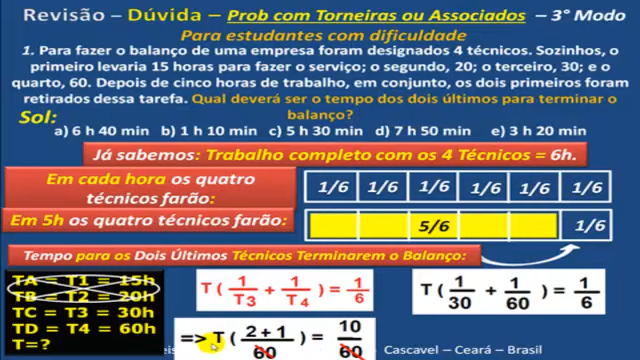 Revisão – Dúvida – Prob com Torneiras ou Associados – 3° Modo
Para estudantes com dificuldade
1. Para fazer o balanço de uma empresa foram designados 4 técnicos. Sozinhos, o
primeiro levaria 15 horas para fazer o serviço; o segundo, 20; o terceiro, 30; e o
quarto, 60. Depois de cinco horas de trabalho, em conjunto, os dois primeiros foram
retirados dessa tarefa. Qual deverá ser o tempo dos dois últimos para terminar o
balanço?
Sol:
a) 6 h 40 min b) 1 h 10 min c) 5 h 30 min d) 7 h 50 min e) 3 h 20 min
Já sabemos: Trabalho completo com os 4 Técnicos = 6h.
Em cada hora os quatro
técnicos farão:
1/6 1/6 1/6 1/6 1/6 1/6
Em 5h os quatro técnicos farão:
5/6 1/6
Tempo para os Dois Últimos Técnicos Terminarem o Balanço:
TA = T1 = 15h
TB = T2 = 20h
TC = T3 = 30h
TD = T4 = 60h
T=?
T ( 1/T3 + 1/T4 ) = 1/6
T ( 1/30 + 1/60 ) = 1/6
=> T ( 2+1/60 ) = 10/60
Cascavel – Ceará – Brasil